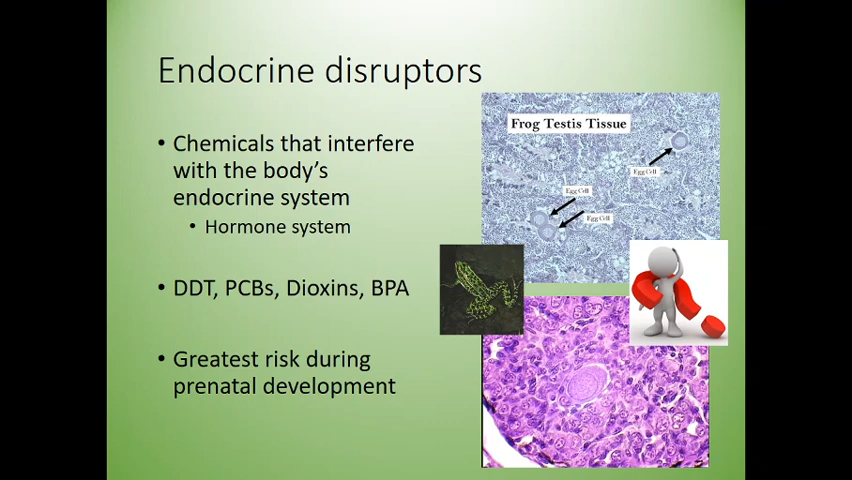 Endocrine disruptors
• Chemicals that interfere
with the body's
endocrine system
• Hormone system
• DDT, PCBs, Dioxins, BPA
• Greatest risk during
prenatal development
Frog Testis Tissue
Egg Cell
Egg Cell
Egg Cell